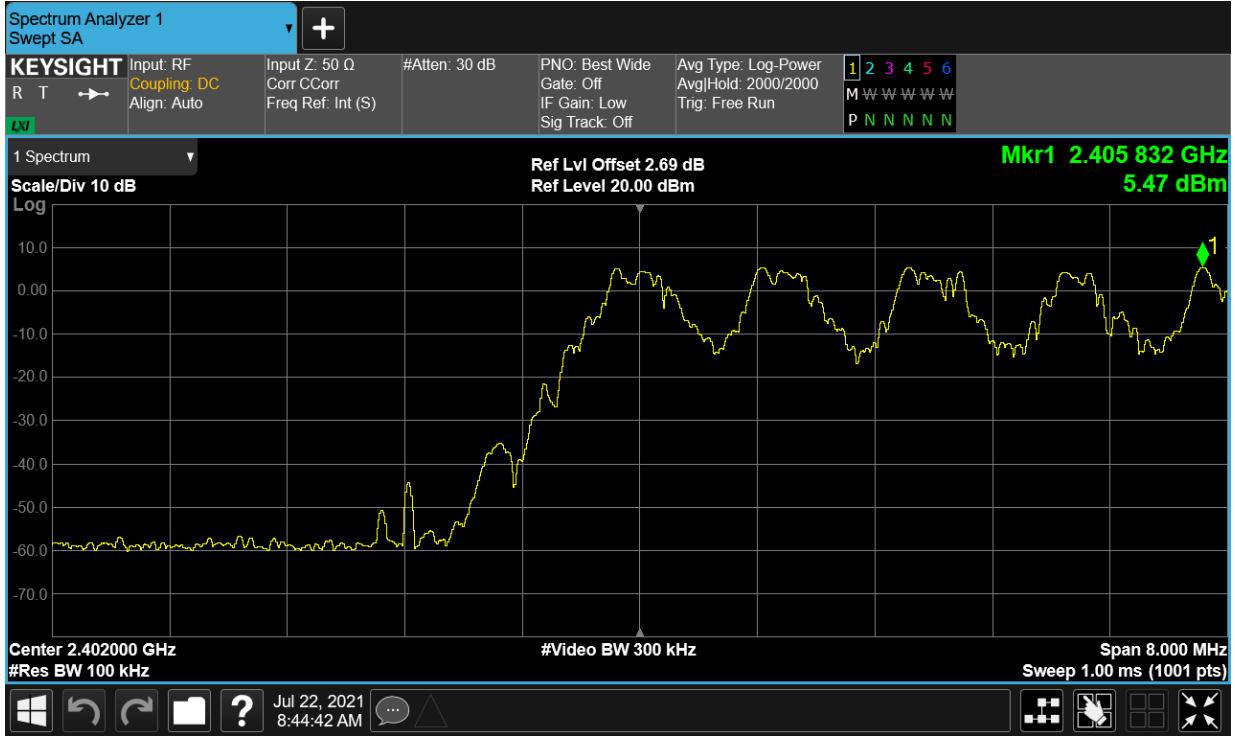 Spectrum Analyzer 1
Swept SA
KEYSIGHT
R T
LXI
Input: RF
Coupling: DC
Align: Auto
Input Z: 50 Ω
Corr CCorr
Freq Ref: Int (S)
#Atten: 30 dB
PNO: Best Wide
Gate: Off
IF Gain: Low
Sig Track: Off
Avg Type: Log-Power
Avg|Hold: 2000/2000
Trig: Free Run
1 2 3 4 5 6
M W W W W W
P N N N N N N
1 Spectrum
Scale/Div 10 dB
Log
Ref Lvl Offset 2.69 dB
Ref Level 20.00 dBm
Mkr1 2.405 832 GHz
5.47 dBm
1
10.0
0.00
-10.0
-20.0
-30.0
-40.0
-50.0
-60.0
-70.0
Center 2.402000 GHz
#Res BW 100 kHz
#Video BW 300 kHz
Span 8.000 MHz
Sweep 1.00 ms (1001 pts)
?
Jul 22, 2021
8:44:42 AM